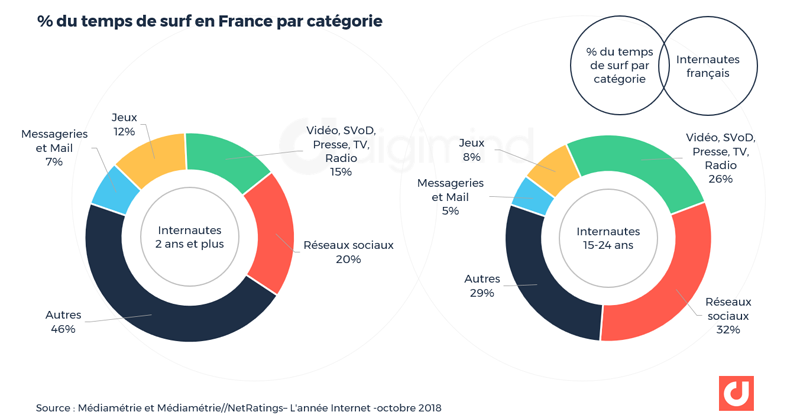 % du temps de surf en France par catégorie
% du temps
de surf par
catégorie
Internautes
français
Jeux
12%
Messageries
et Mail
7%
Vidéo, SVoD,
Presse, TV,
Radio
15%
Internautes
2 ans et plus
Réseaux sociaux
20%
Autres
46%
Jeux
8%
Messageries
et Mail
5%
Vidéo, SVoD,
Presse, TV,
Radio
26%
Internautes
15-24 ans
Autres
29%
Réseaux
sociaux
32%
digimind
Source : Médiamétrie et Médiamétrie//NetRatings– L'année Internet -octobre 2018